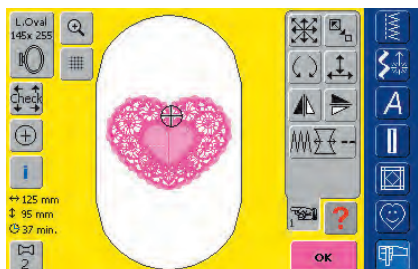 L.Oval
145x 255
Check
i
↔ 125 mm
↕ 95 mm
37 min.
2
A
1
?
OK